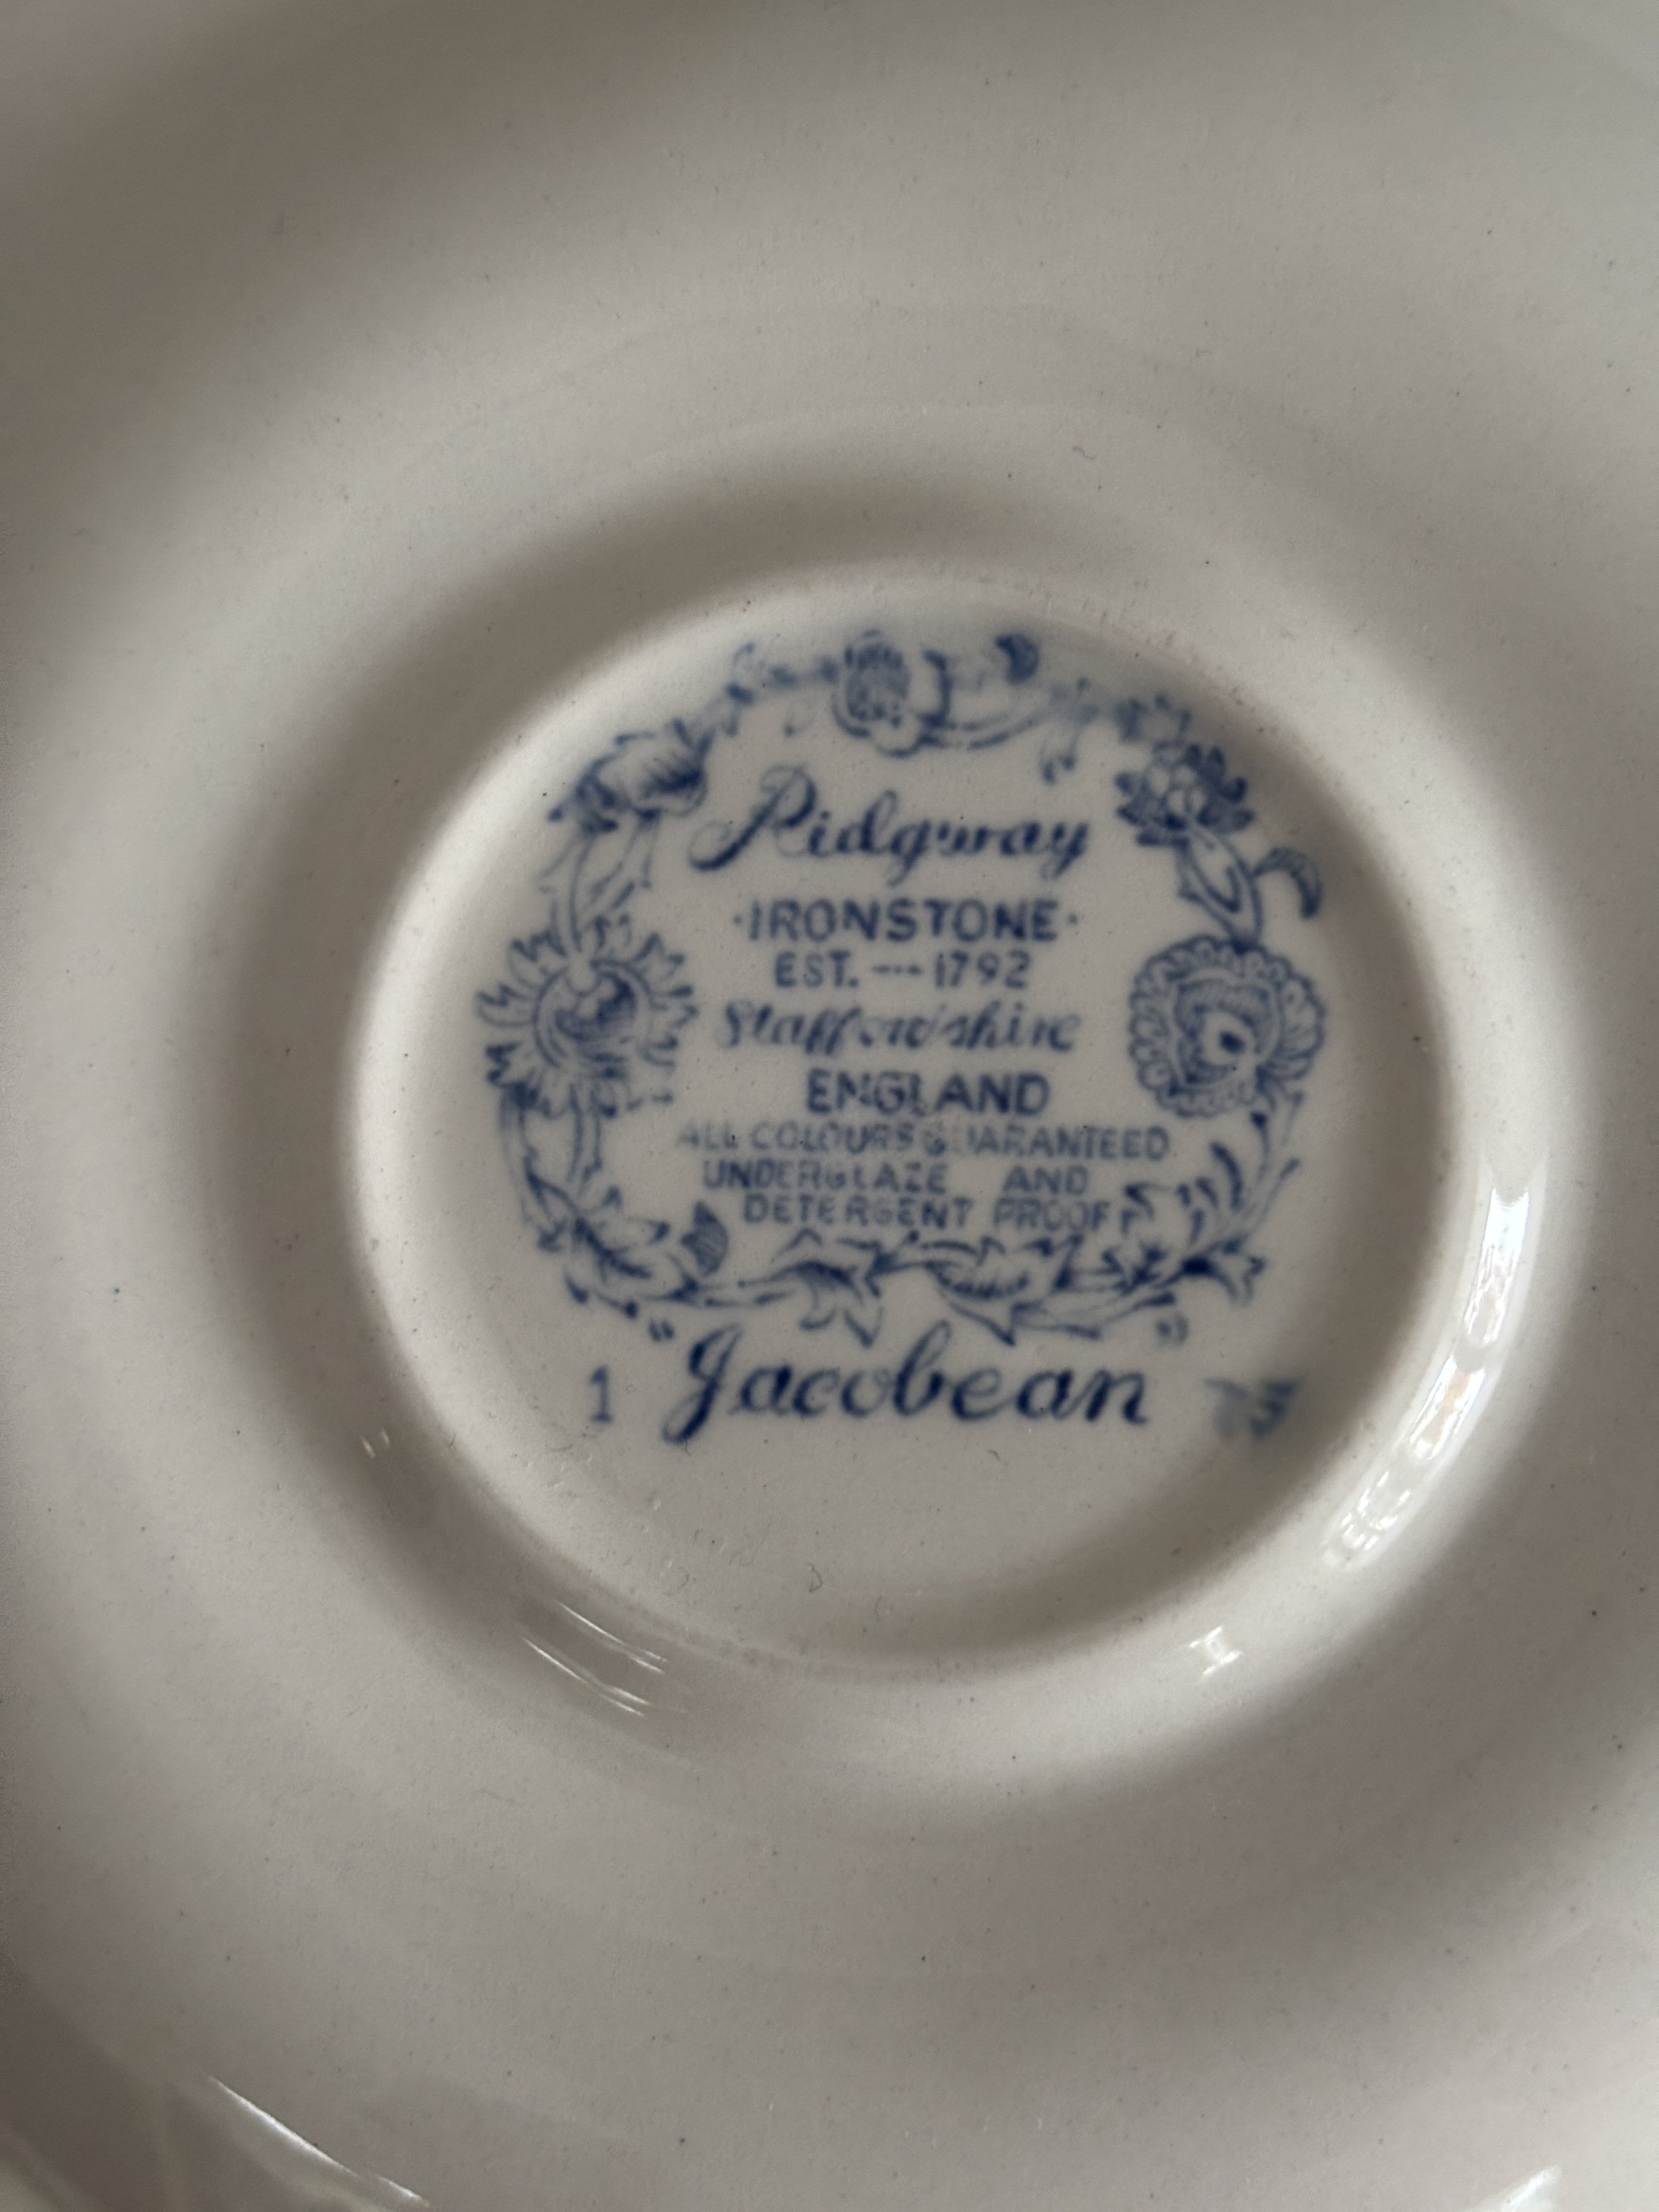 Ridgway
·IRONSTONE·
EST. --- 1792
Staffordshire
ENGLAND
ALL COLOURS GUARANTEED
UNDERGLAZE AND
DETERGENT PROOF
1 "Jacobean"